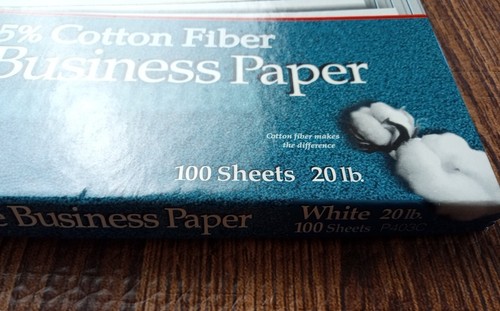 5% Cotton Fiber
Business Paper
Cotton fiber makes
the difference
100 Sheets 20 lb.
e Business Paper
White 20 lb.
100 Sheets P403C